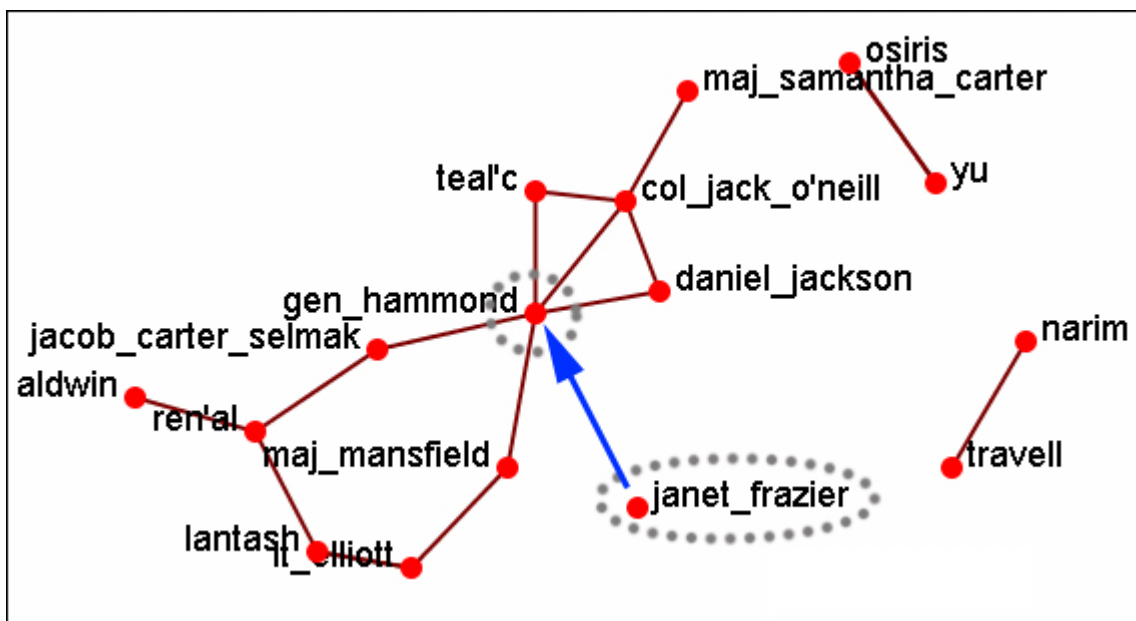 osiris
maj_samantha_carter
teal'c
yu
col_jack_o'neill
daniel_jackson
gen_hammond
narim
jacob_carter_selmak
aldwin
ren'al
maj_mansfield
travell
janet_frazier
lantash
lt_elliott